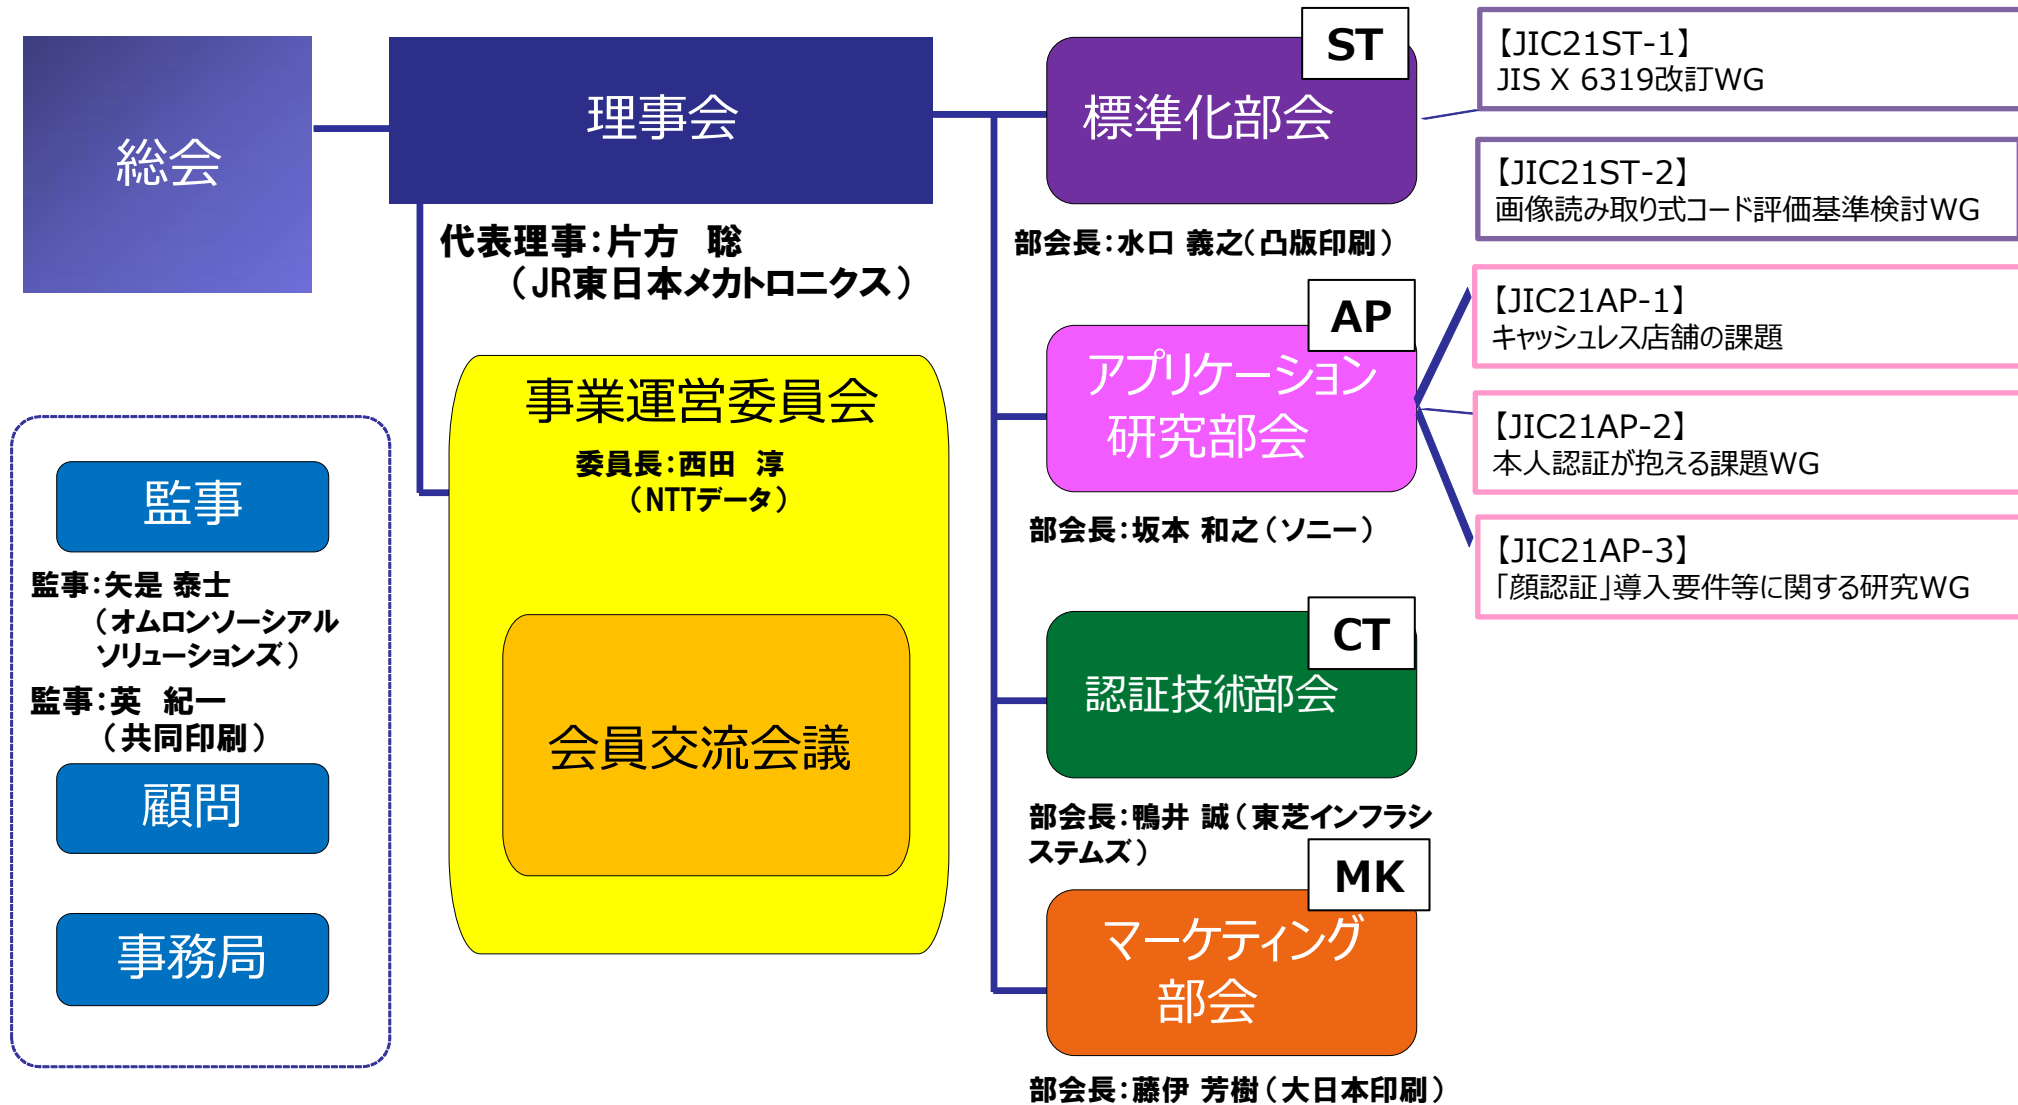 総会
理事会
代表理事：片方　聡
（JR東日本メカトロニクス）
事業運営委員会
委員長：西田　淳
（NTTデータ）
会員交流会議
監事
監事：矢是 泰士
（オムロンソーシアル
ソリューションズ）
監事：英　紀一
（共同印刷）
顧問
事務局
ST
標準化部会
部会長：水口 義之（凸版印刷）
AP
アプリケーション
研究部会
部会長：坂本 和之（ソニー）
CT
認証技術部会
部会長：鴨井 誠（東芝インフラシ
ステムズ）
MK
マーケティング
部会
部会長：藤伊 芳樹（大日本印刷）
【JIC21ST-1】
JIS X 6319改訂WG
【JIC21ST-2】
画像読み取り式コード評価基準検討WG
【JIC21AP-1】
キャッシュレス店舗の課題
【JIC21AP-2】
本人認証が抱える課題WG
【JIC21AP-3】
「顔認証」導入要件等に関する研究WG